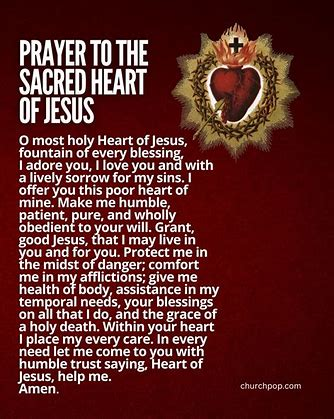 PRAYER TO THE
SACRED HEART
OF JESUS
O most holy Heart of Jesus,
fountain of every blessing,
I adore you, I love you and with
a lively sorrow for my sins. I
offer you this poor heart of
mine. Make me humble,
patient, pure, and wholly
obedient to your will. Grant,
good Jesus, that I may live in
you and for you. Protect me in
the midst of danger; comfort
me in my afflictions; give me
health of body, assistance in my
temporal needs, your blessings
on all that I do, and the grace of
a holy death. Within your heart
I place my every care. In every
need let me come to you with
humble trust saying, Heart of
Jesus, help me.
Amen.
churchpop.com